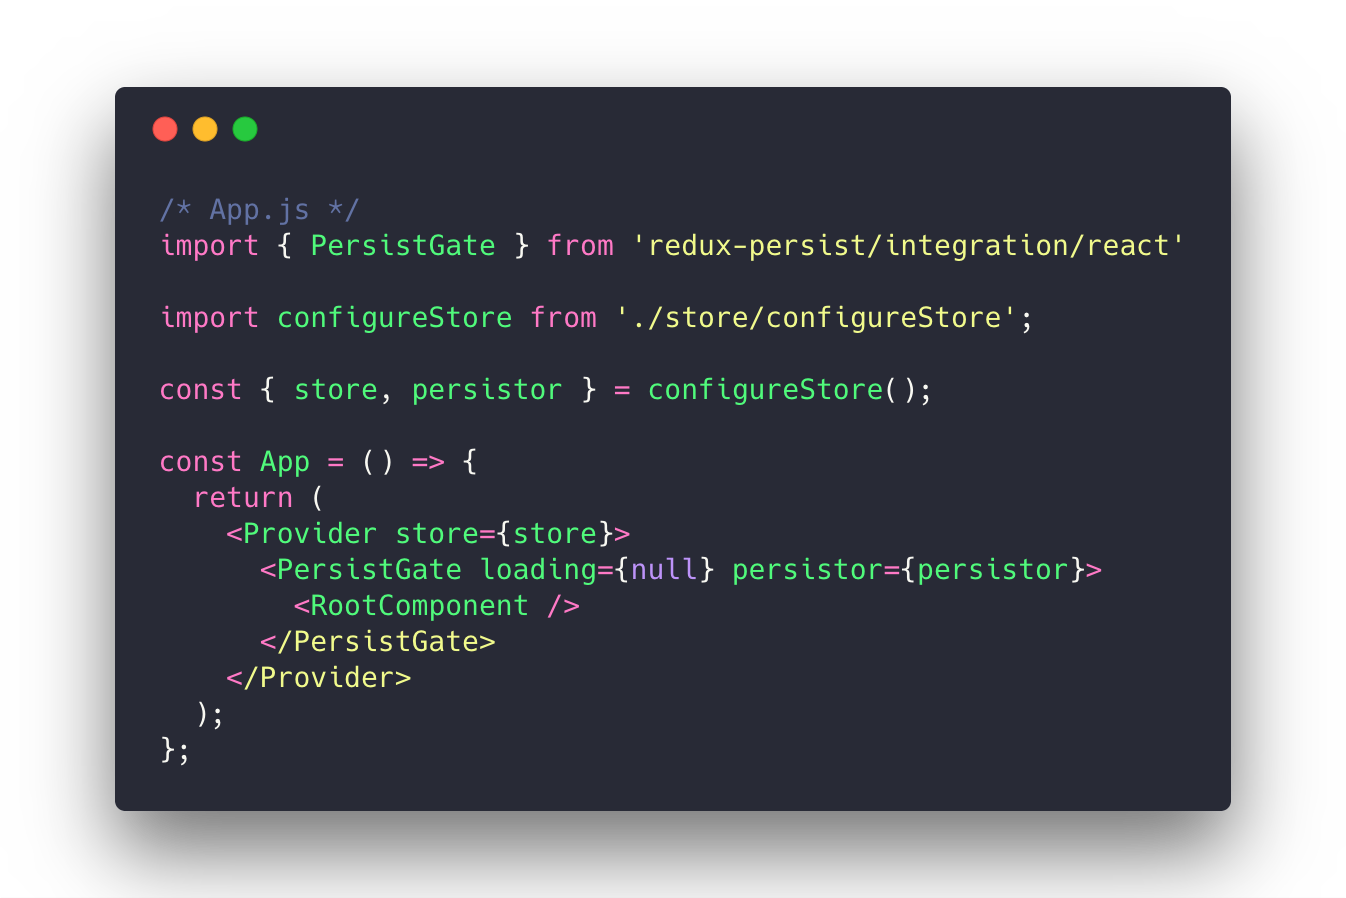 /* App.js */
import { PersistGate } from 'redux-persist/integration/react'
import configureStore from './store/configureStore';
const { store, persistor } = configureStore();
const App = () => {
  return (
    <Provider store={store}>
      <PersistGate loading={null} persistor={persistor}>
        <RootComponent />
      </PersistGate>
    </Provider>
  );
};